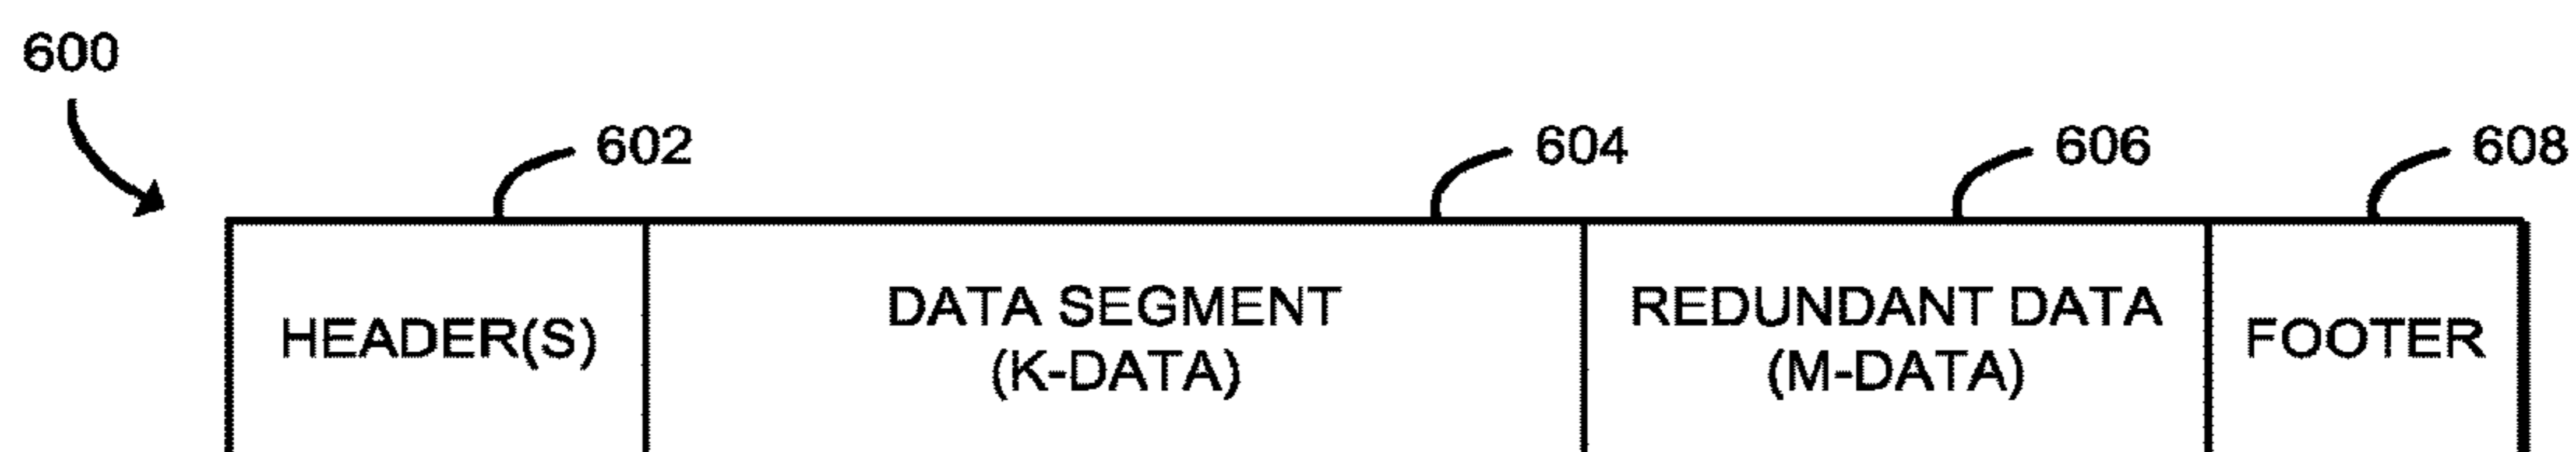 600
602
604
606
608
HEADER(S)
DATA SEGMENT
(K-DATA)
REDUNDANT DATA
(M-DATA)
FOOTER